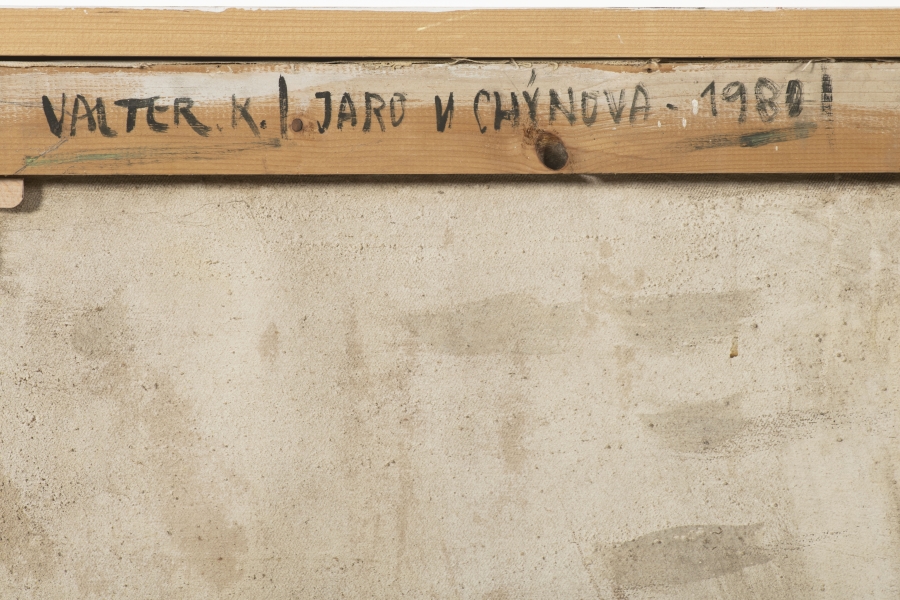 VALTER. K. | JARO U CHÝNOVA - 1980 |